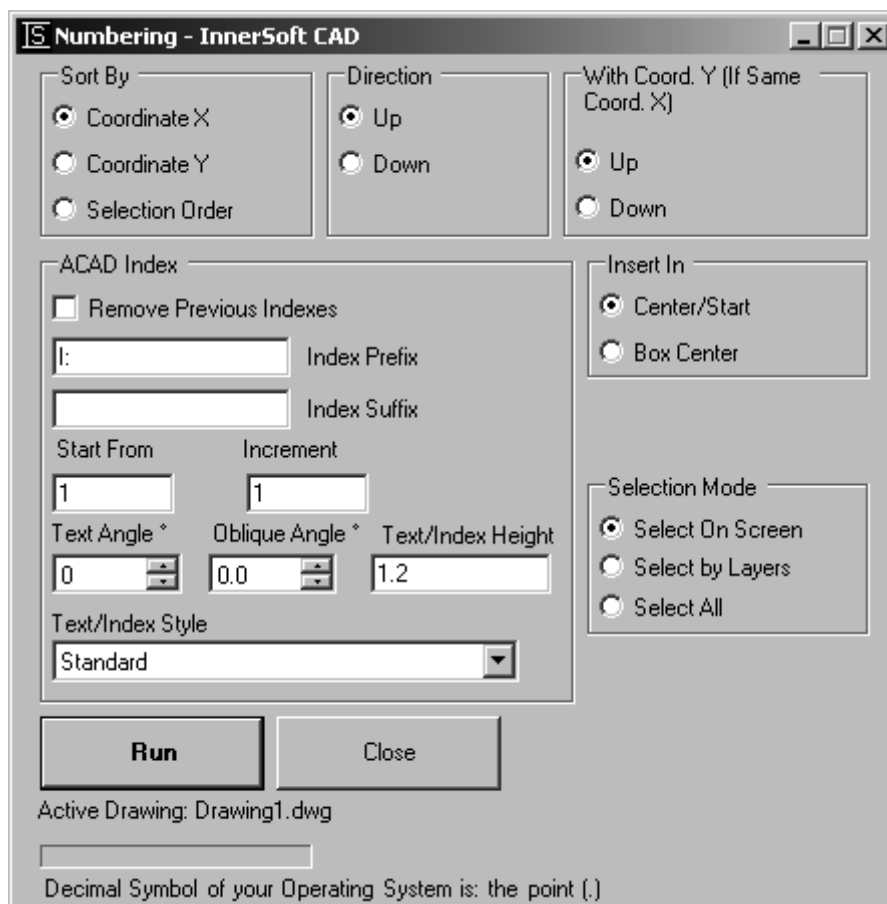 Numbering - InnerSoft CAD
Sort By
Coordinate X
Coordinate Y
Selection Order
Direction
Up
Down
With Coord. Y (If Same
Coord. X)
Up
Down
ACAD Index
Remove Previous Indexes
I: Index Prefix
Index Suffix
Start From Increment
1 1
Text Angle ° Oblique Angle ° Text/Index Height
0 0.0 1.2
Text/Index Style
Standard
Insert In
Center/Start
Box Center
Selection Mode
Select On Screen
Select by Layers
Select All
Run Close
Active Drawing: Drawing1.dwg
Decimal Symbol of your Operating System is: the point (.)